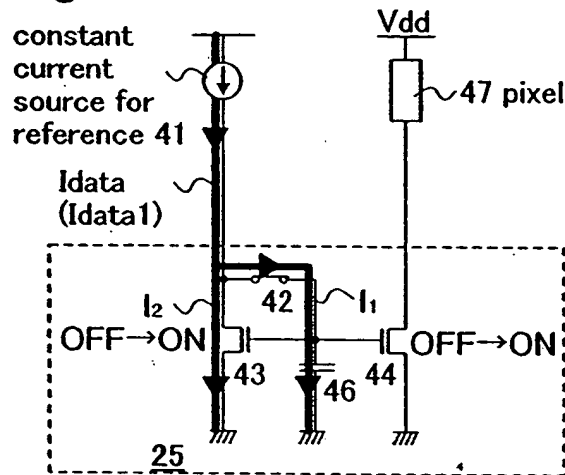 constant
current
source for
reference 41
Vdd
47 pixel
Idata
(Idata1)
I2
42
I1
OFF→ON
43
46
44
OFF→ON
25